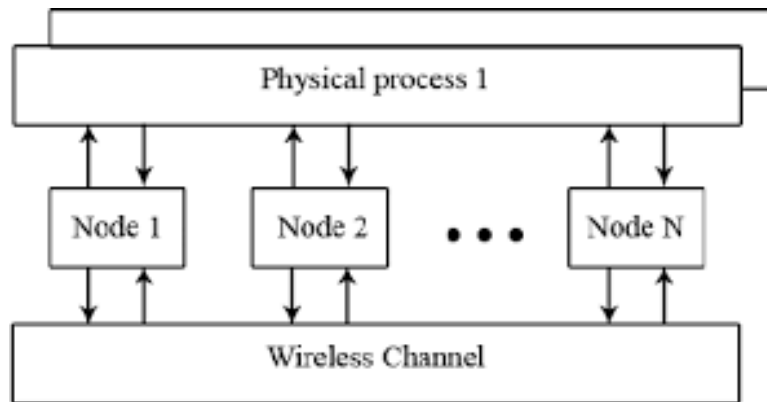 Physical process 1
Node 1
Node 2
Node N
Wireless Channel